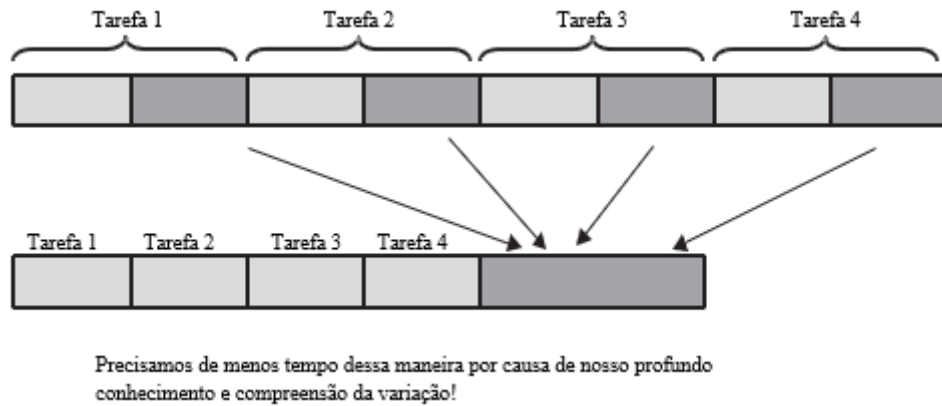 Tarefa 1 Tarefa 2 Tarefa 3 Tarefa 4
Tarefa 1 Tarefa 2 Tarefa 3 Tarefa 4
Precisamos de menos tempo dessa maneira por causa de nosso profundo
conhecimento e compreensão da variação!